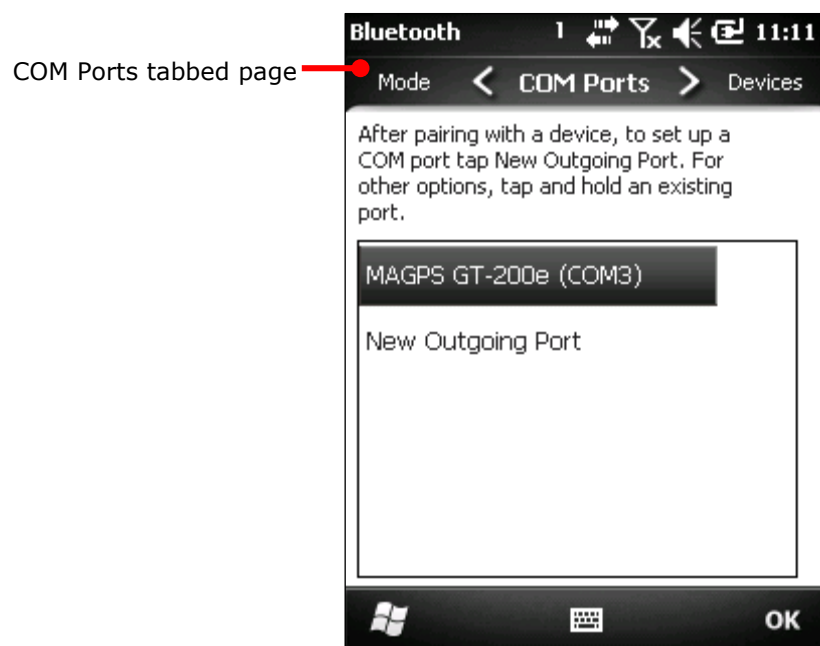 Bluetooth 1 11:11
COM Ports tabbed page
Mode < COM Ports > Devices
After pairing with a device, to set up a
COM port tap New Outgoing Port. For
other options, tap and hold an existing
port.
MAGPS GT-200e (COM3)
New Outgoing Port
OK